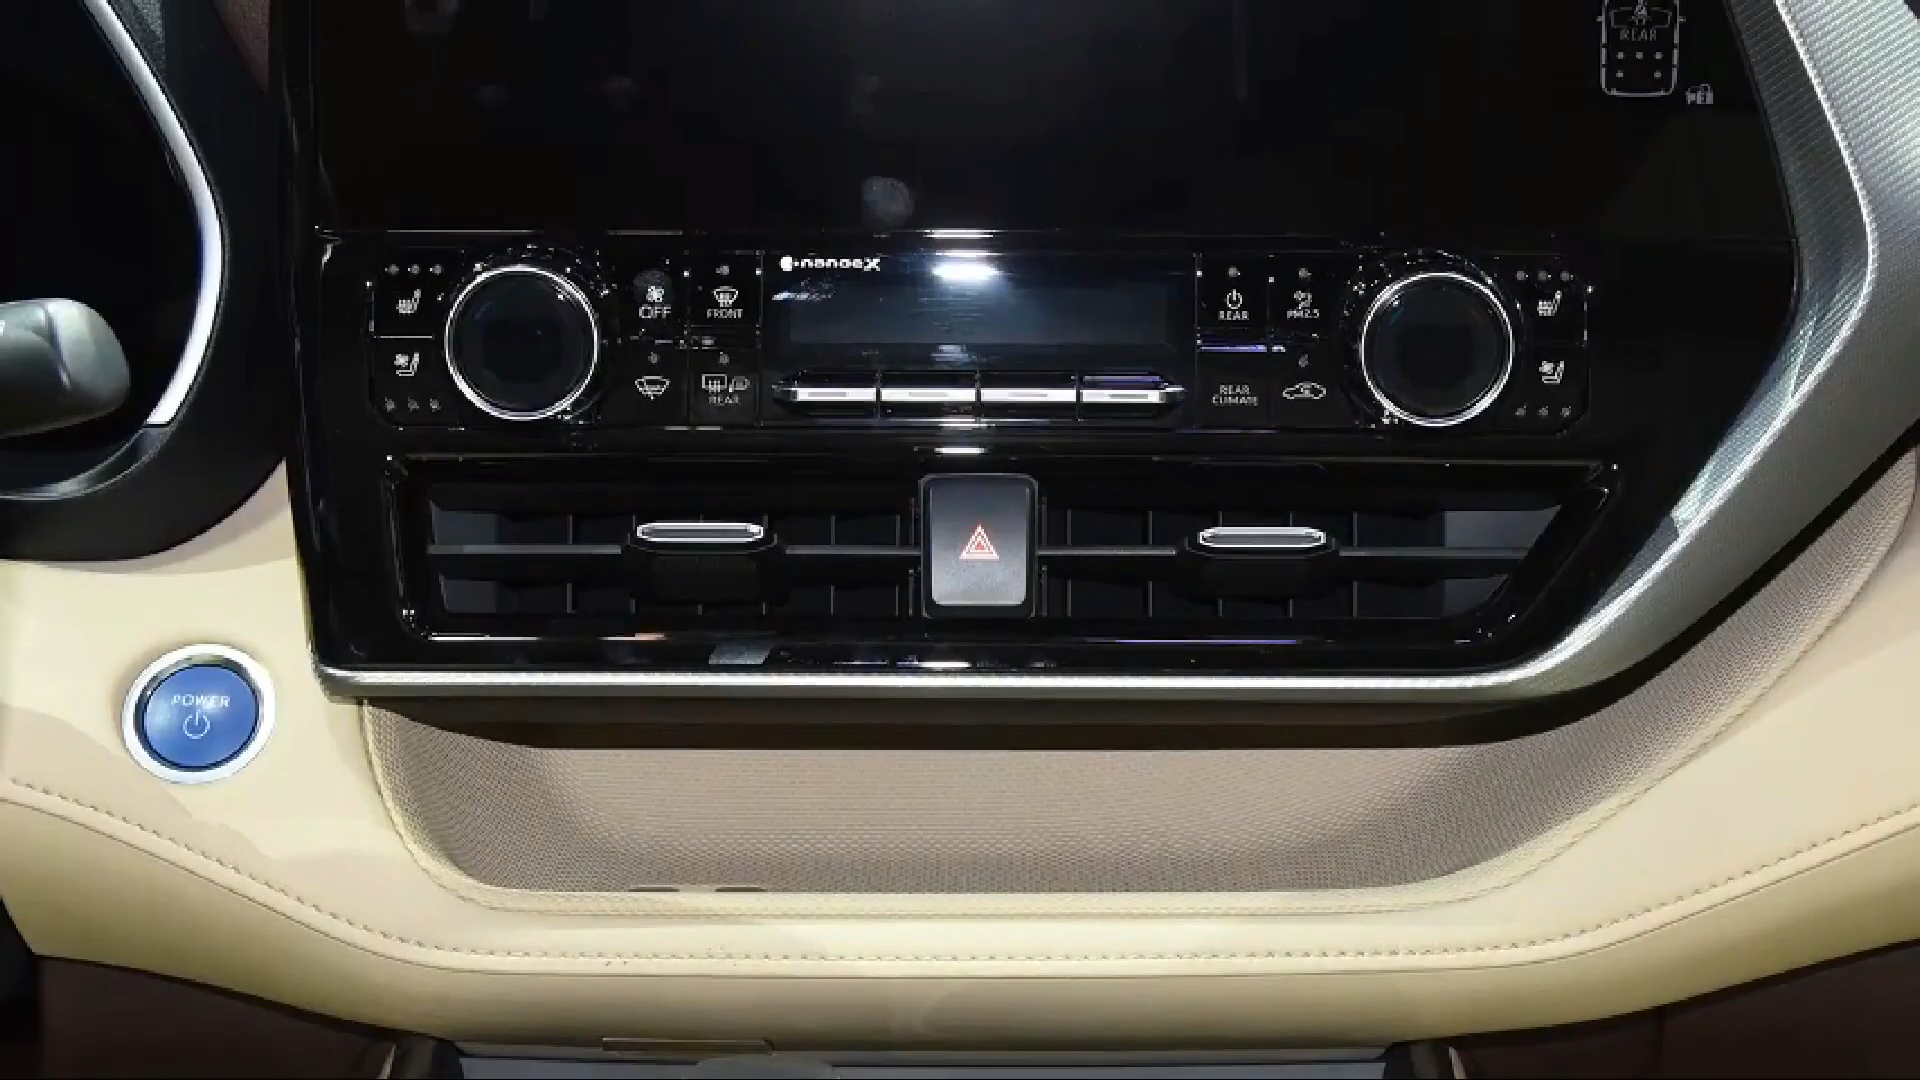 REAR
nanoeX
OFF
FRONT
REAR
REAR
PM2.5
REAR
CLIMATE
POWER